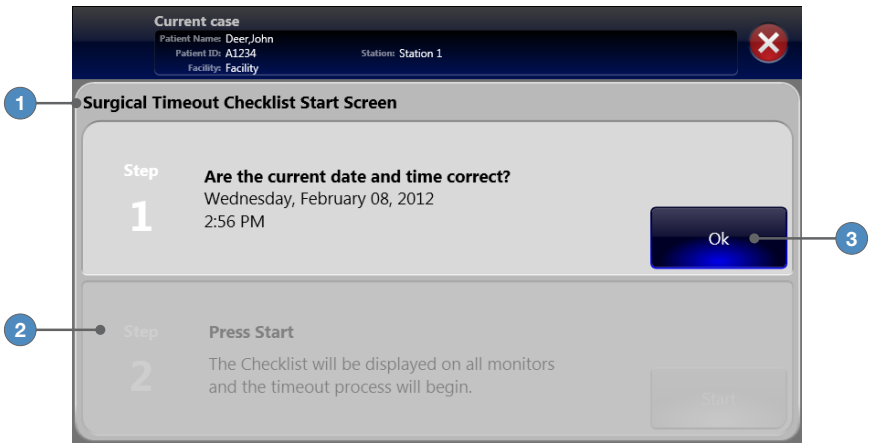 Current case
Patient Name: Deer,John
Patient ID: A1234 Station: Station 1
Facility: Facility
1
Surgical Timeout Checklist Start Screen
Step
1
Are the current date and time correct?
Wednesday, February 08, 2012
2:56 PM
Ok
3
2
Step
2
Press Start
The Checklist will be displayed on all monitors
and the timeout process will begin.
Start